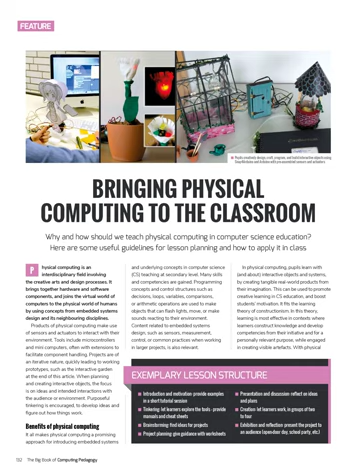 FEATURE
Pupils creatively design, craft, program, and build interactive objects using
BRINGING PHYSICAL
COMPUTING TO THE CLASSROOM
Why and how should we teach physical computing in computer science education?
Here are some useful guidelines for lesson planning and how to apply it in class
Physical computing is an
interdisciplinary field involving
the creative arts and design processes. It
brings together hardware and software
components, and joins the virtual world of
computers to the physical world of humans
by using concepts from embedded systems
design and its neighbouring disciplines.
Products of physical computing make use
of sensors and actuators to interact with their
environment. Tools include microcontrollers
and mini computers, often with extensions to
facilitate component handling. Projects are of
an iterative nature, quickly leading to working
prototypes, such as the interactive garden
at the end of this article. When planning
and creating interactive objects, the focus
is on ideas and intended interactions with
the audience or environment. Purposeful
tinkering is encouraged, to develop ideas and
figure out how things work.
Benefits of physical computing
It all makes physical computing a promising
approach for introducing embedded systems
and underlying concepts in computer science
(CS) teaching at secondary level. Many skills
and competencies are gained. Programming
concepts and control structures such as
decisions, loops, variables, comparisons,
or arithmetic operations are used to make
objects that can flash lights, move, or make
sounds reacting to their environment.
Content related to embedded systems
design, such as sensors, measurement,
control, or common practices when working
in larger projects, is also relevant.
In physical computing, pupils learn with
(and about) interactive objects and systems,
by creating tangible real-world products from
their imagination. This can be used to promote
creative learning in CS education, and boost
students' motivation. It fits the learning
theory of constructionism: In this theory,
learning is most effective in contexts where
learners construct knowledge and develop
competencies from their initiative and for a
personally relevant purpose, while engaged
in creating visible artefacts. With physical
EXEMPLARY LESSON STRUCTURE
Introduction and motivation: provide examples
in a short tutorial session
Tinkering: let learners explore the tools - provide
manuals and cheat sheets
Brainstorming: find ideas for projects
Project planning: give guidance with worksheets
Presentation and discussion: reflect on ideas
and plans
Creation: let learners work, in groups of two
to four
Exhibition and reflection: present the project to
an audience (open-door day, school party, etc.)
The Big Book of Computing Pedagogy